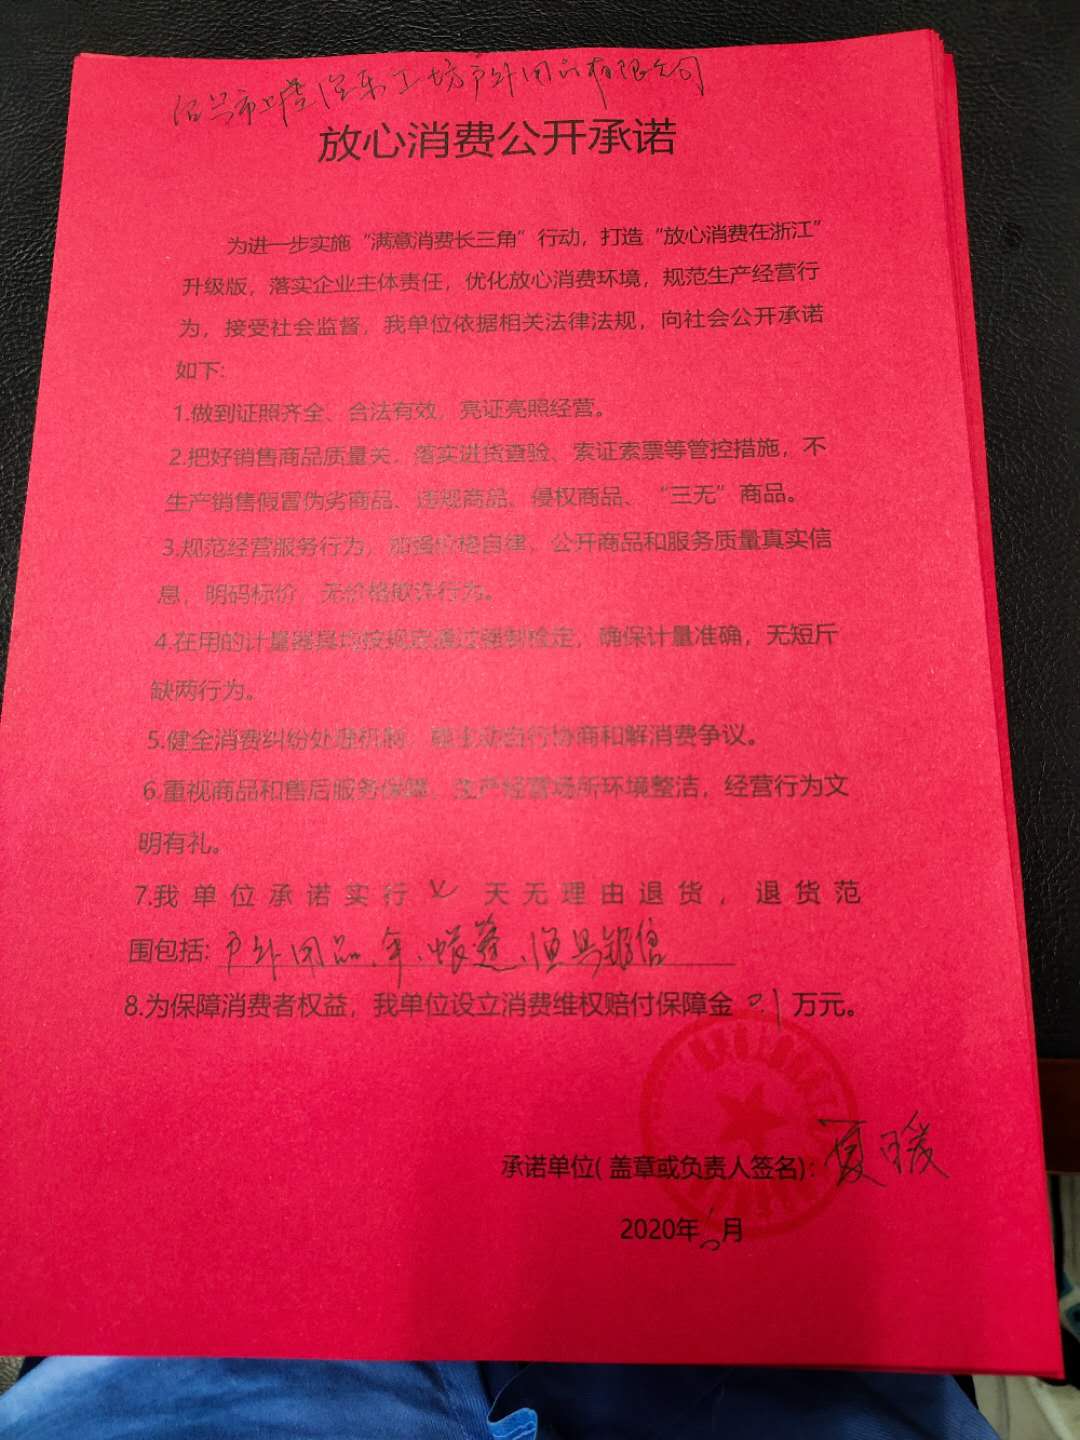 绍兴市上虞渔乐工坊户外用品有限公司
放心消费公开承诺
为进一步实施“满意消费长三角”行动，打造“放心消费在浙江”
升级版，落实企业主体责任，优化放心消费环境，规范生产经营行
为，接受社会监督，我单位依据相关法律法规，向社会公开承诺
如下:
1.做到证照齐全、合法有效，亮证亮照经营。
2.把好销售商品质量关，落实进货查验、索证索票等管控措施，不
生产销售假冒伪劣商品、违规商品、侵权商品、“三无”商品。
3.规范经营服务行为，加强价格自律，公开商品和服务质量真实信
息，明码标价，无价格欺诈行为。
4.在用的计量器具均按规定通过强制检定，确保计量准确，无短斤
缺两行为。
5.健全消费纠纷处理机制，能主动自行协商和解消费争议。
6.重视商品和售后服务保障，生产经营场所环境整洁，经营行为文
明有礼。
7.我单位承诺实行七天无理由退货，退货范
围包括: 户外用品、伞、帐篷、渔具销售
8.为保障消费者权益，我单位设立消费维权赔付保障金 0.1 万元。
承诺单位( 盖章或负责人签名): 夏
2020年 月